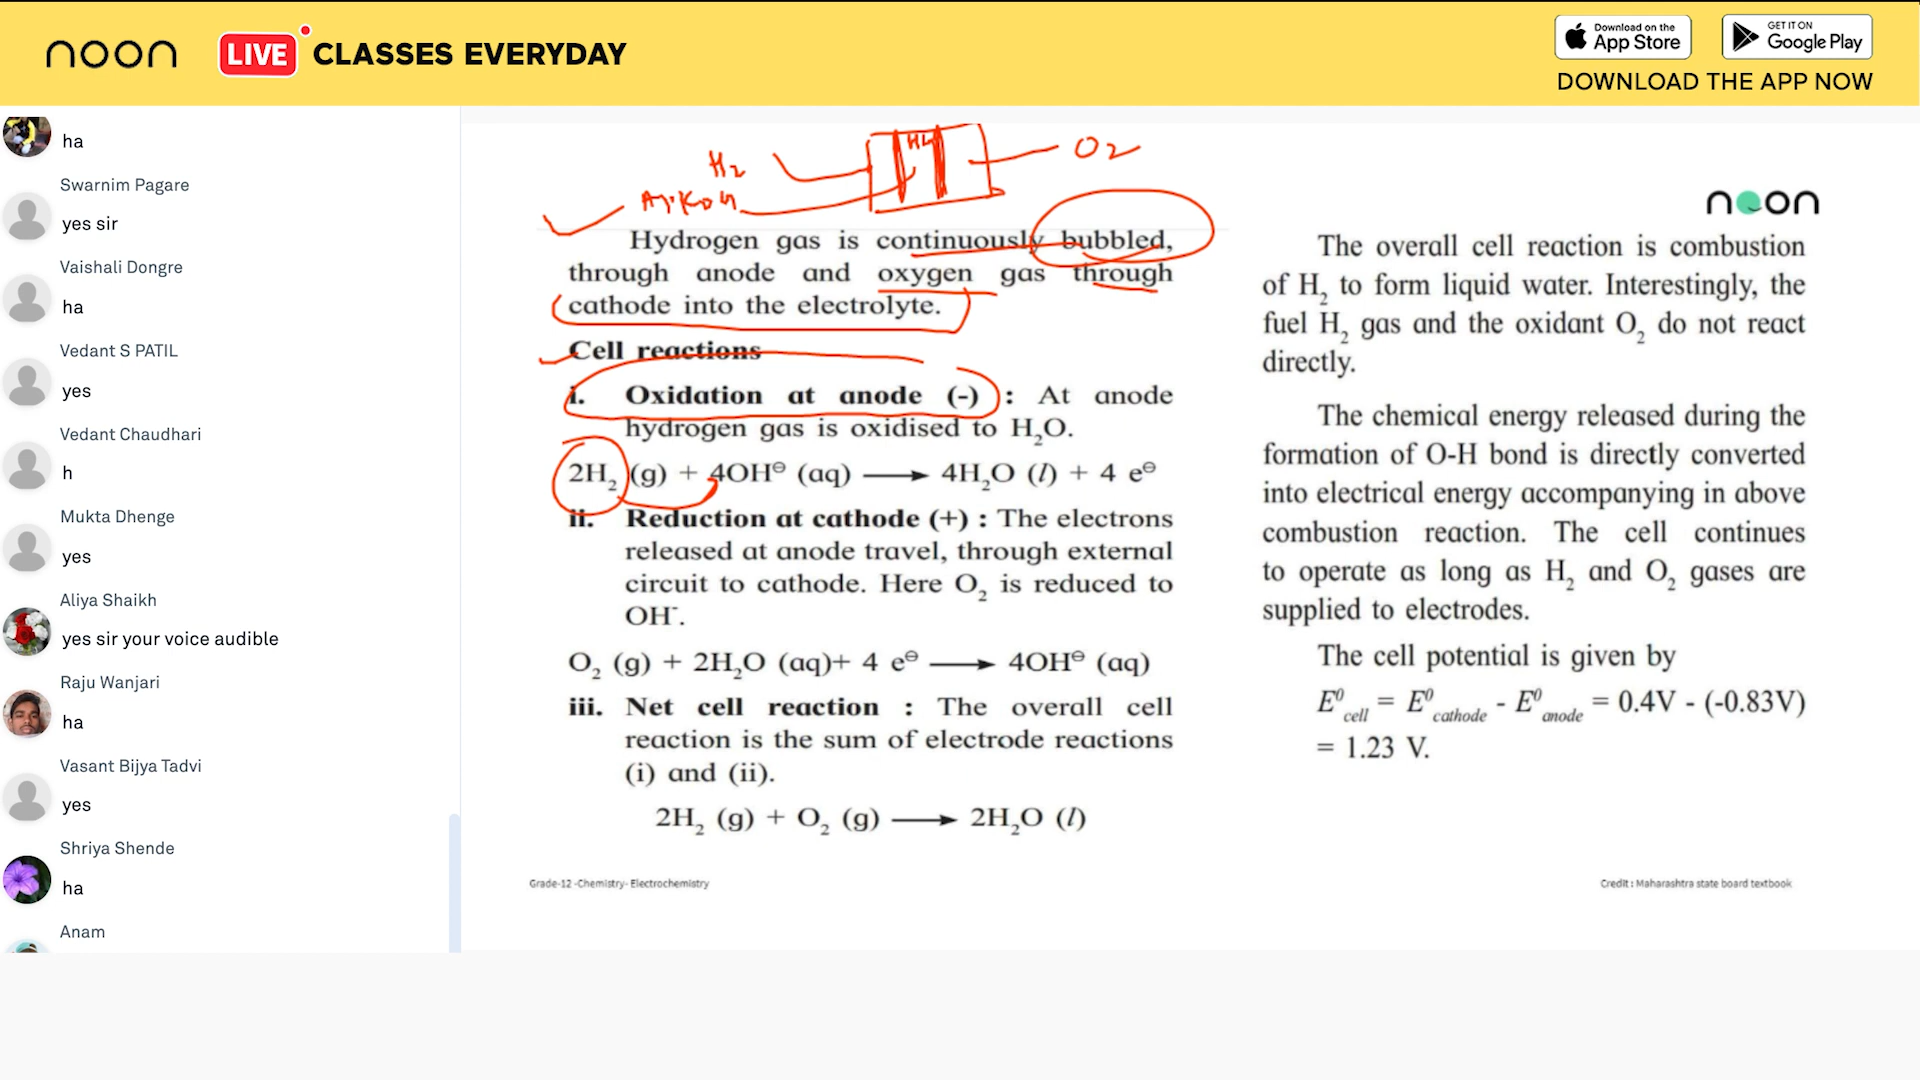 noon
LIVE CLASSES EVERYDAY
Download on the
App Store
GET IT ON
Google Play
DOWNLOAD THE APP NOW
ha
Swarnim Pagare
yes sir
Vaishali Dongre
ha
Vedant S PATIL
yes
Vedant Chaudhari
h
Mukta Dhenge
yes
Aliya Shaikh
yes sir your voice audible
Raju Wanjari
ha
Vasant Bijya Tadvi
yes
Shriya Shende
ha
Anam
H₂
O₂
Hydrogen gas is continuously bubbled,
through anode and oxygen gas through
cathode into the electrolyte.
Cell reactions
i. Oxidation at anode (-) : At anode
hydrogen gas is oxidised to H₂O.
2H₂ (g) + 4OH⊖ (aq) ⟶ 4H₂O (l) + 4 e⊖
ii. Reduction at cathode (+) : The electrons
released at anode travel, through external
circuit to cathode. Here O₂ is reduced to
OH⁻.
O₂ (g) + 2H₂O (aq)+ 4 e⊖ ⟶ 4OH⊖ (aq)
iii. Net cell reaction : The overall cell
reaction is the sum of electrode reactions
(i) and (ii).
2H₂ (g) + O₂ (g) ⟶ 2H₂O (l)
noon
The overall cell reaction is combustion
of H₂ to form liquid water. Interestingly, the
fuel H₂ gas and the oxidant O₂ do not react
directly.
The chemical energy released during the
formation of O-H bond is directly converted
into electrical energy accompanying in above
combustion reaction. The cell continues
to operate as long as H₂ and O₂ gases are
supplied to electrodes.
The cell potential is given by
E⁰cell = E⁰cathode - E⁰anode = 0.4V - (-0.83V)
= 1.23 V.
Grade-12 -Chemistry- Electrochemistry
Credit : Maharashtra state board textbook